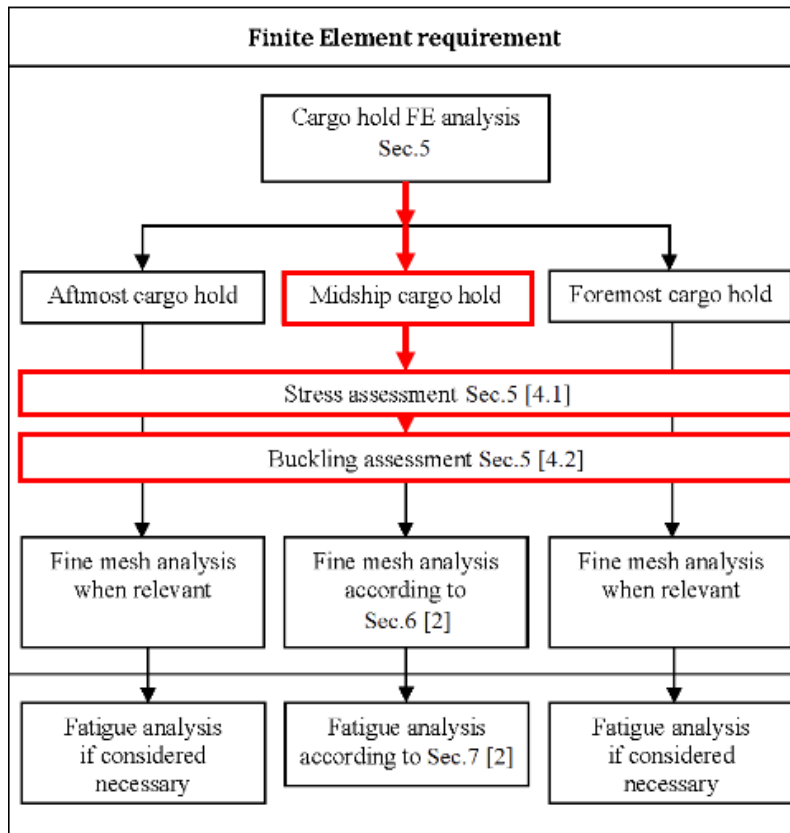 Finite Element requirement
Cargo hold FE analysis
Sec.5
Aftmost cargo hold
Midship cargo hold
Foremost cargo hold
Stress assessment Sec.5 [4.1]
Buckling assessment Sec.5 [4.2]
Fine mesh analysis
when relevant
Fine mesh analysis
according to
Sec.6 [2]
Fine mesh analysis
when relevant
Fatigue analysis
if considered
necessary
Fatigue analysis
according to Sec.7 [2]
Fatigue analysis
if considered
necessary